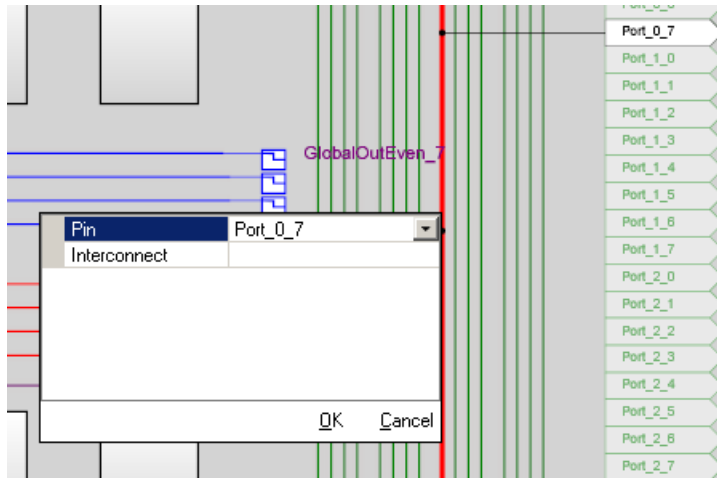 Port_0_7
Port_1_0
Port_1_1
Port_1_2
GlobalOutEven_7
Port_1_3
Port_1_4
Port_1_5
Pin Port_0_7
Port_1_6
Interconnect
Port_1_7
Port_2_0
Port_2_1
Port_2_2
Port_2_3
Port_2_4
Port_2_5
OK Cancel
Port_2_6
Port_2_7